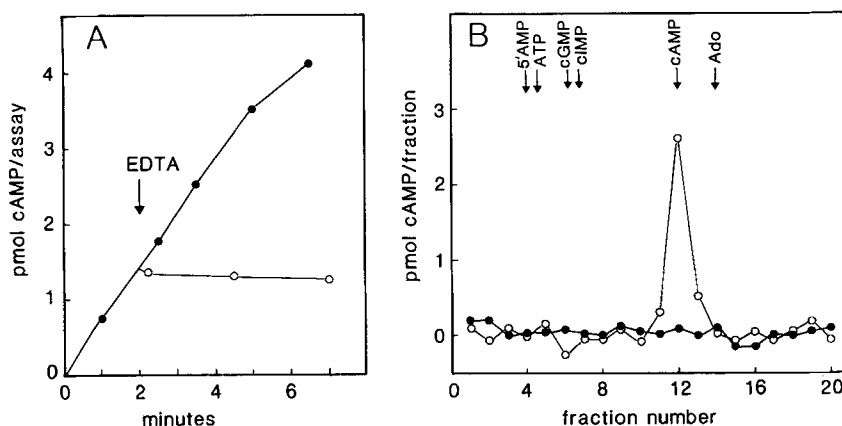 A
pmol cAMP/assay
4
3
2
1
0
EDTA
0 2 4 6
minutes
B
5'AMP
ATP
cGMP
cIMP
cAMP
Ado
pmol cAMP/fraction
3
2
1
0
0 4 8 12 16 20
fraction number